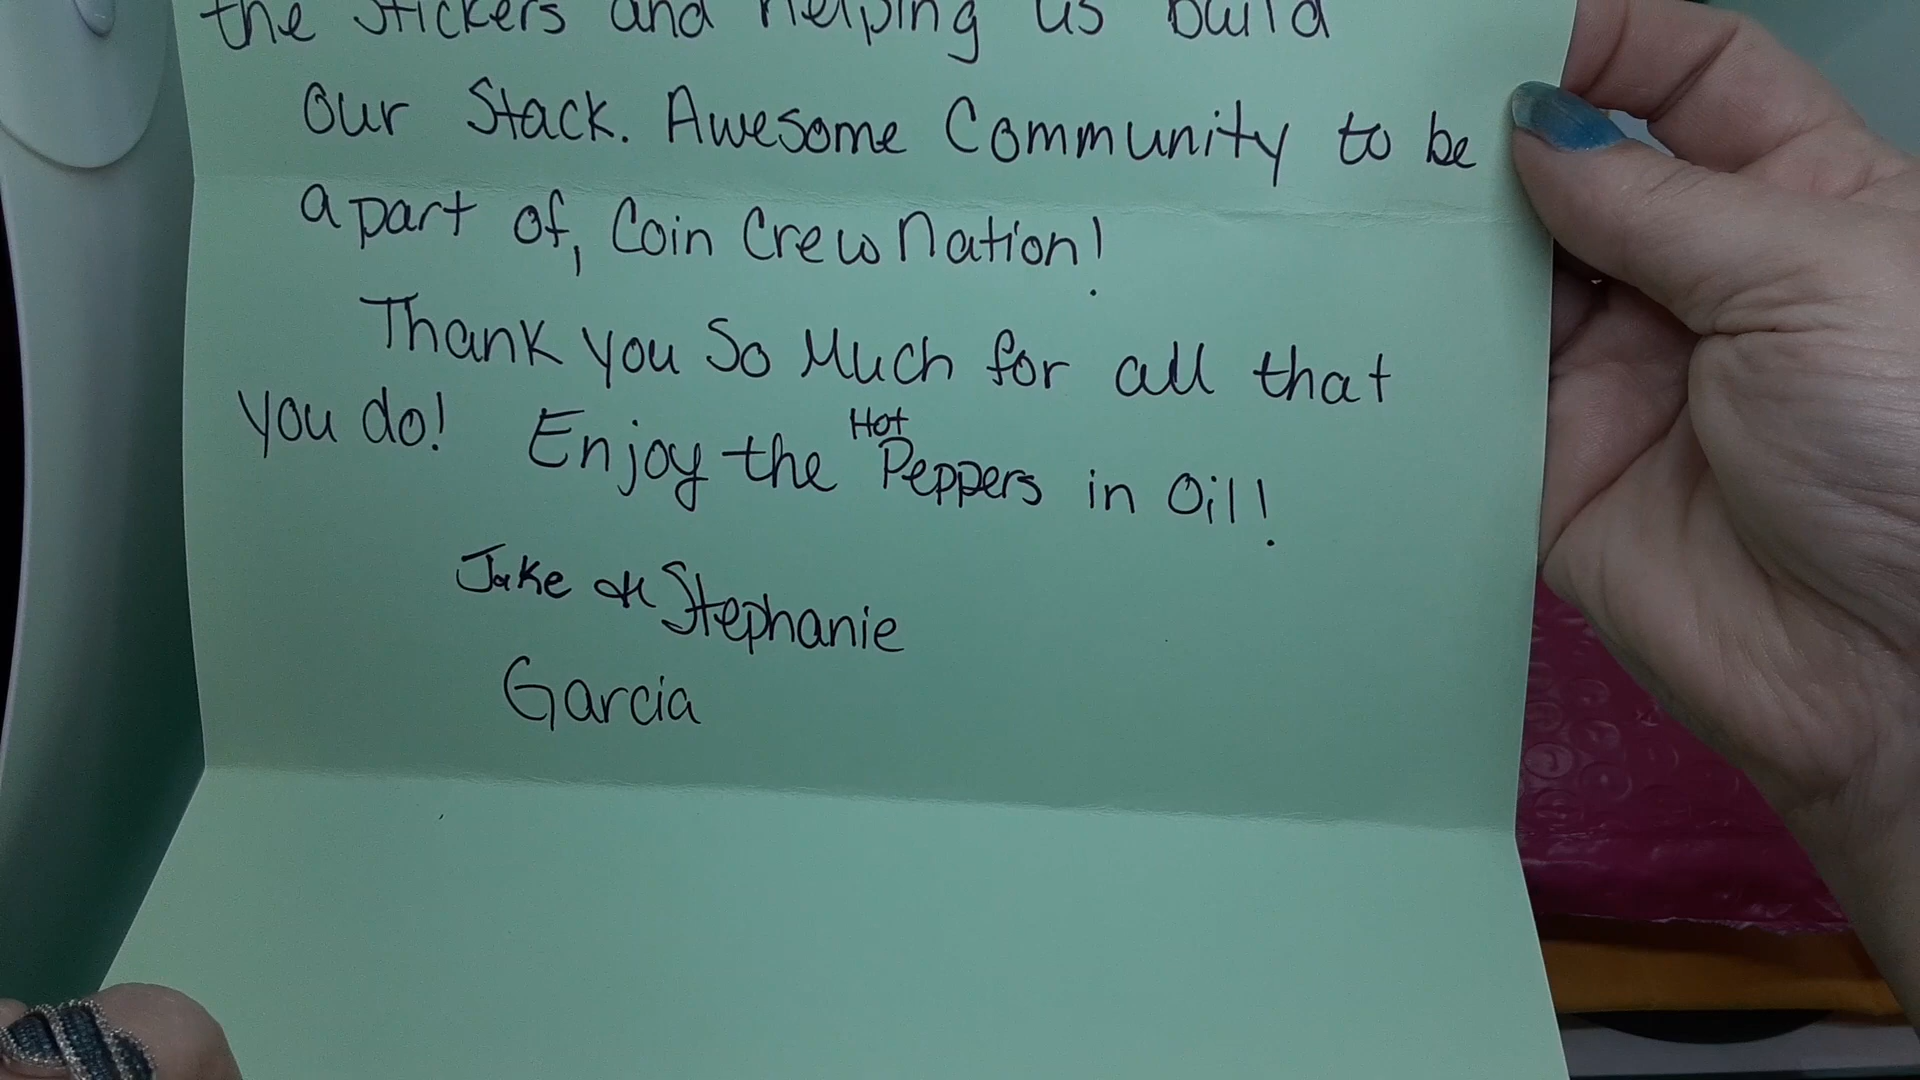 the Stickers and Helping us build
Our Stack. Awesome Community to be
a part of, Coin Crew Nation!
Thank you So Much for all that
you do! Enjoy the Hot Peppers in Oil!
Jake & Stephanie
Garcia